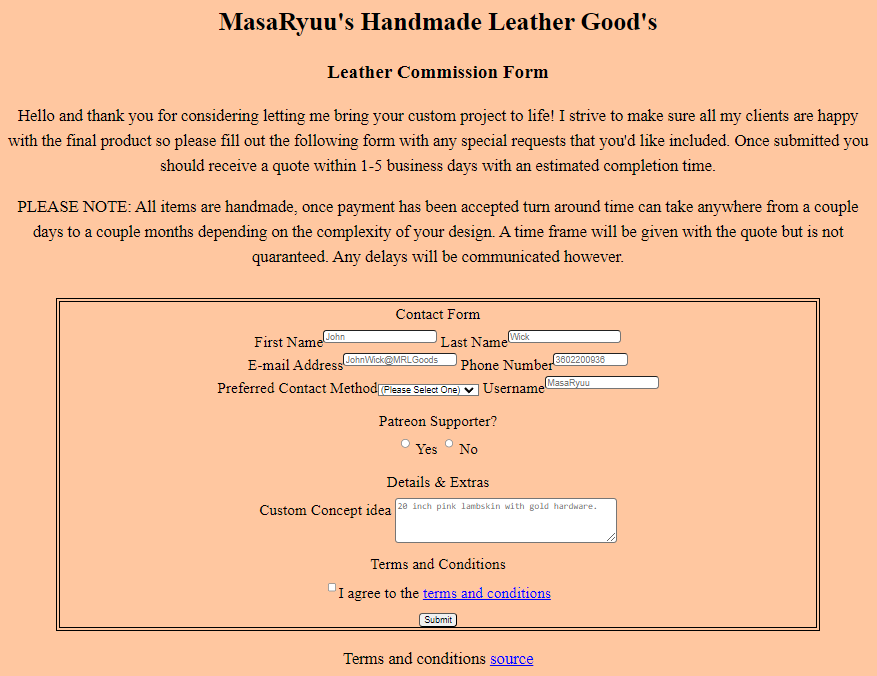 MasaRyuu's Handmade Leather Good's
Leather Commission Form
Hello and thank you for considering letting me bring your custom project to life! I strive to make sure all my clients are happy
with the final product so please fill out the following form with any special requests that you'd like included. Once submitted you
should receive a quote within 1-5 business days with an estimated completion time.
PLEASE NOTE: All items are handmade, once payment has been accepted turn around time can take anywhere from a couple
days to a couple months depending on the complexity of your design. A time frame will be given with the quote but is not
quaranteed. Any delays will be communicated however.
Contact Form
First Name John Last Name Wick
E-mail Address JohnWick@MRLGoods Phone Number 3602200936
Preferred Contact Method (Please Select One) Username MasaRyuu
Patreon Supporter?
Yes No
Details & Extras
Custom Concept idea 20 inch pink lambskin with gold hardware.
Terms and Conditions
I agree to the terms and conditions
Submit
Terms and conditions source